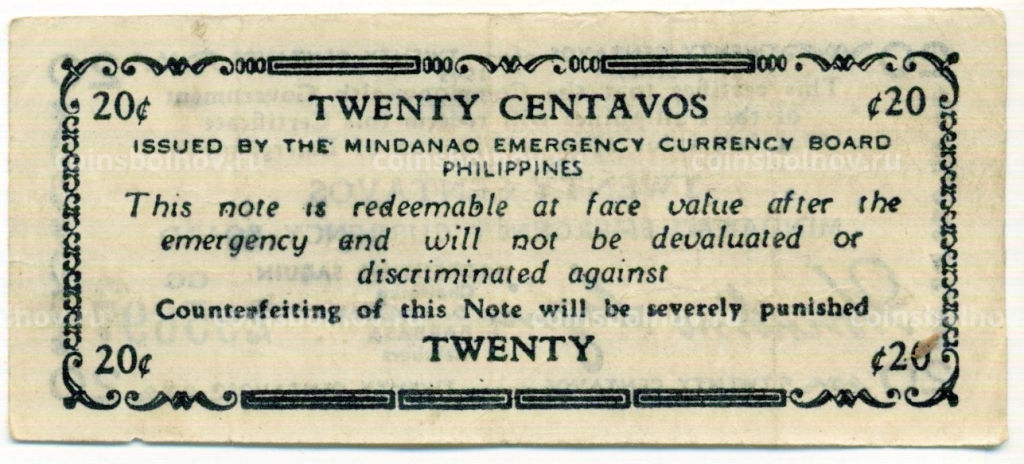 20¢ TWENTY CENTAVOS ¢20
ISSUED BY THE MINDANAO EMERGENCY CURRENCY BOARD
PHILIPPINES
This note is redeemable at face value after the
emergency and will not be devaluated or
discriminated against
Counterfeiting of this Note will be severely punished
20¢ TWENTY ¢20
coinsbolhov.ru